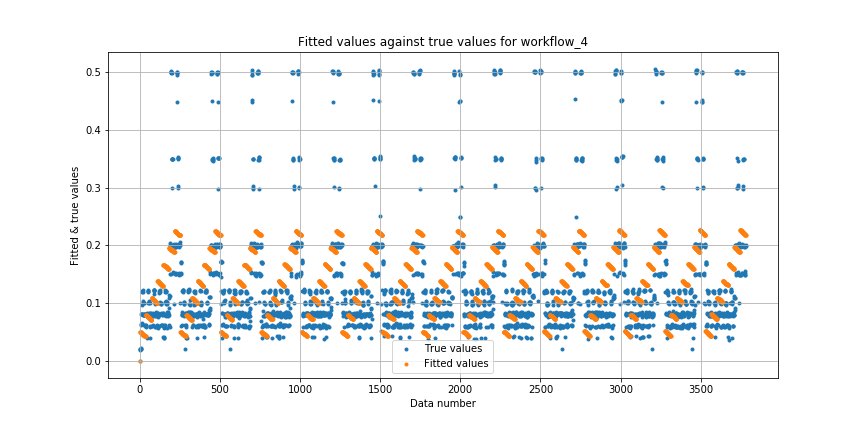 Fitted values against true values for workflow_4
Fitted & true values
0.5
0.4
0.3
0.2
0.1
0.0
0
500
1000
1500
2000
2500
3000
3500
Data number
True values
Fitted values